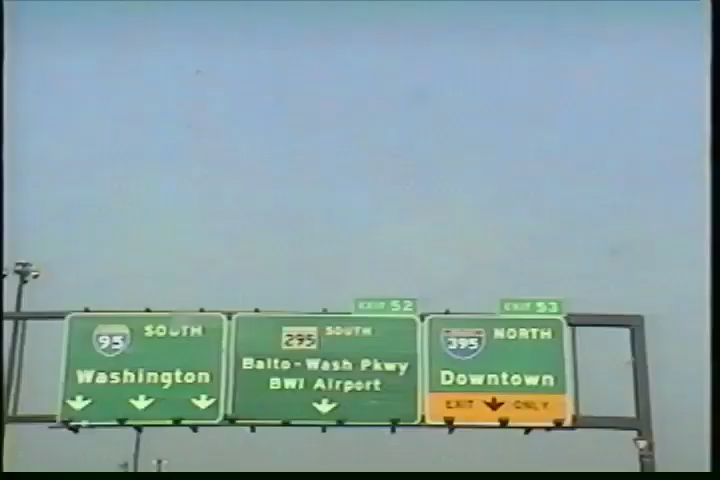 95 SOUTH
Washington
EXIT 52
295 SOUTH
Balto-Wash Pkwy
BWI Airport
EXIT 53
395 NORTH
Downtown
EXIT ONLY